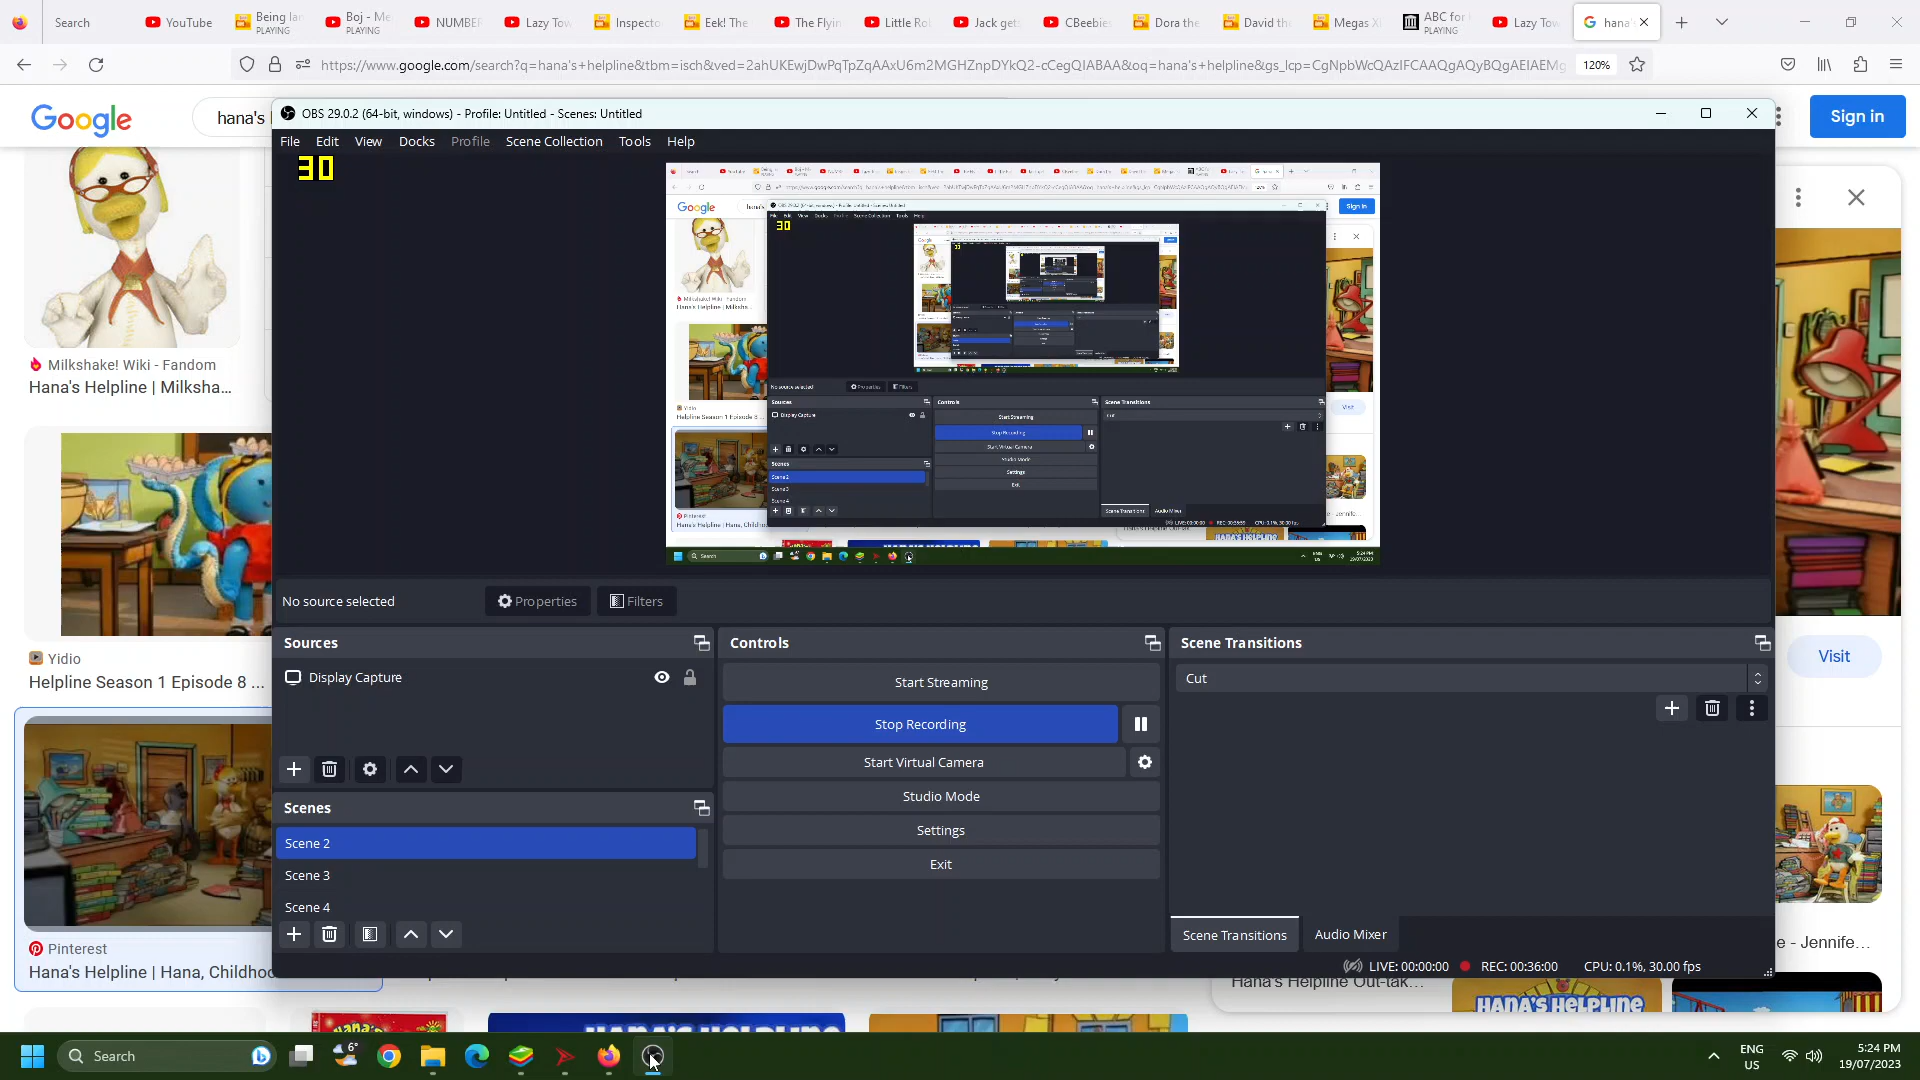 Search
YouTube
Being lar
PLAYING
Boj - Me
PLAYING
NUMBE
Lazy Tow
Inspecto
Eek! The
The Flyin
Little Ro
Jack get
CBeebie
Dora the
David th
Megas X
ABC for
PLAYING
Lazy Tow
hana'
https://www.google.com/search?q=hana's+helpline&tbm=isch&ved=2ahUKEwjDwPqTpZqAAxU6m2MGHZnpDYkQ2-cCegQIABAA&oq=hana's+helpline&gs_lcp=CgNpbWcQAzIFCAAQgAQyBQgAEIAEMg
120%
Google
hana's
Sign in
OBS 29.0.2 (64-bit, windows) - Profile: Untitled - Scenes: Untitled
File Edit View Docks Profile Scene Collection Tools Help
30
Milkshake! Wiki - Fandom
Hana's Helpline | Milksha...
Yidio
Helpline Season 1 Episode 8 ...
Pinterest
Hana's Helpline | Hana, Childhoo
Visit
No source selected
Properties
Filters
Sources
Display Capture
Scenes
Scene 2
Scene 3
Scene 4
Controls
Start Streaming
Stop Recording
Start Virtual Camera
Studio Mode
Settings
Exit
Scene Transitions
Cut
Scene Transitions
Audio Mixer
LIVE: 00:00:00
REC: 00:36:00
CPU: 0.1%, 30.00 fps
e - Jennife...
Hana's Helpline Out-tak...
HANA'S HELPLINE
Search
6°
ENG
US
5:24 PM
19/07/2023